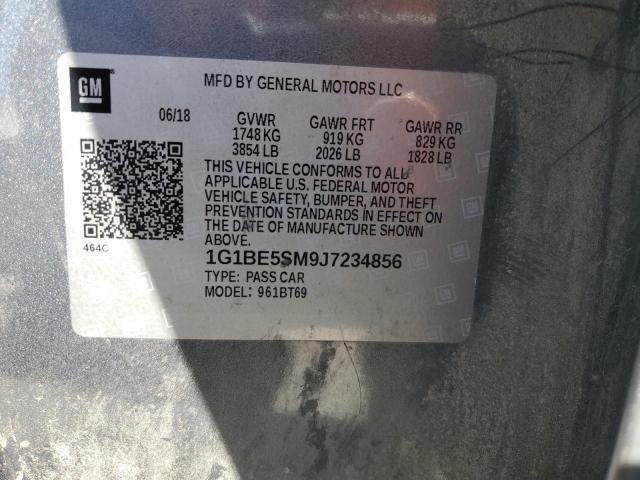 GM
MFD BY GENERAL MOTORS LLC
06/18 GVWR GAWR FRT GAWR RR
1748 KG 919 KG 829 KG
3854 LB 2026 LB 1828 LB
THIS VEHICLE CONFORMS TO ALL
APPLICABLE U.S. FEDERAL MOTOR
VEHICLE SAFETY, BUMPER, AND THEFT
PREVENTION STANDARDS IN EFFECT ON
THE DATE OF MANUFACTURE SHOWN
ABOVE.
464C
1G1BE5SM9J7234856
TYPE: PASS CAR
MODEL: 961BT69